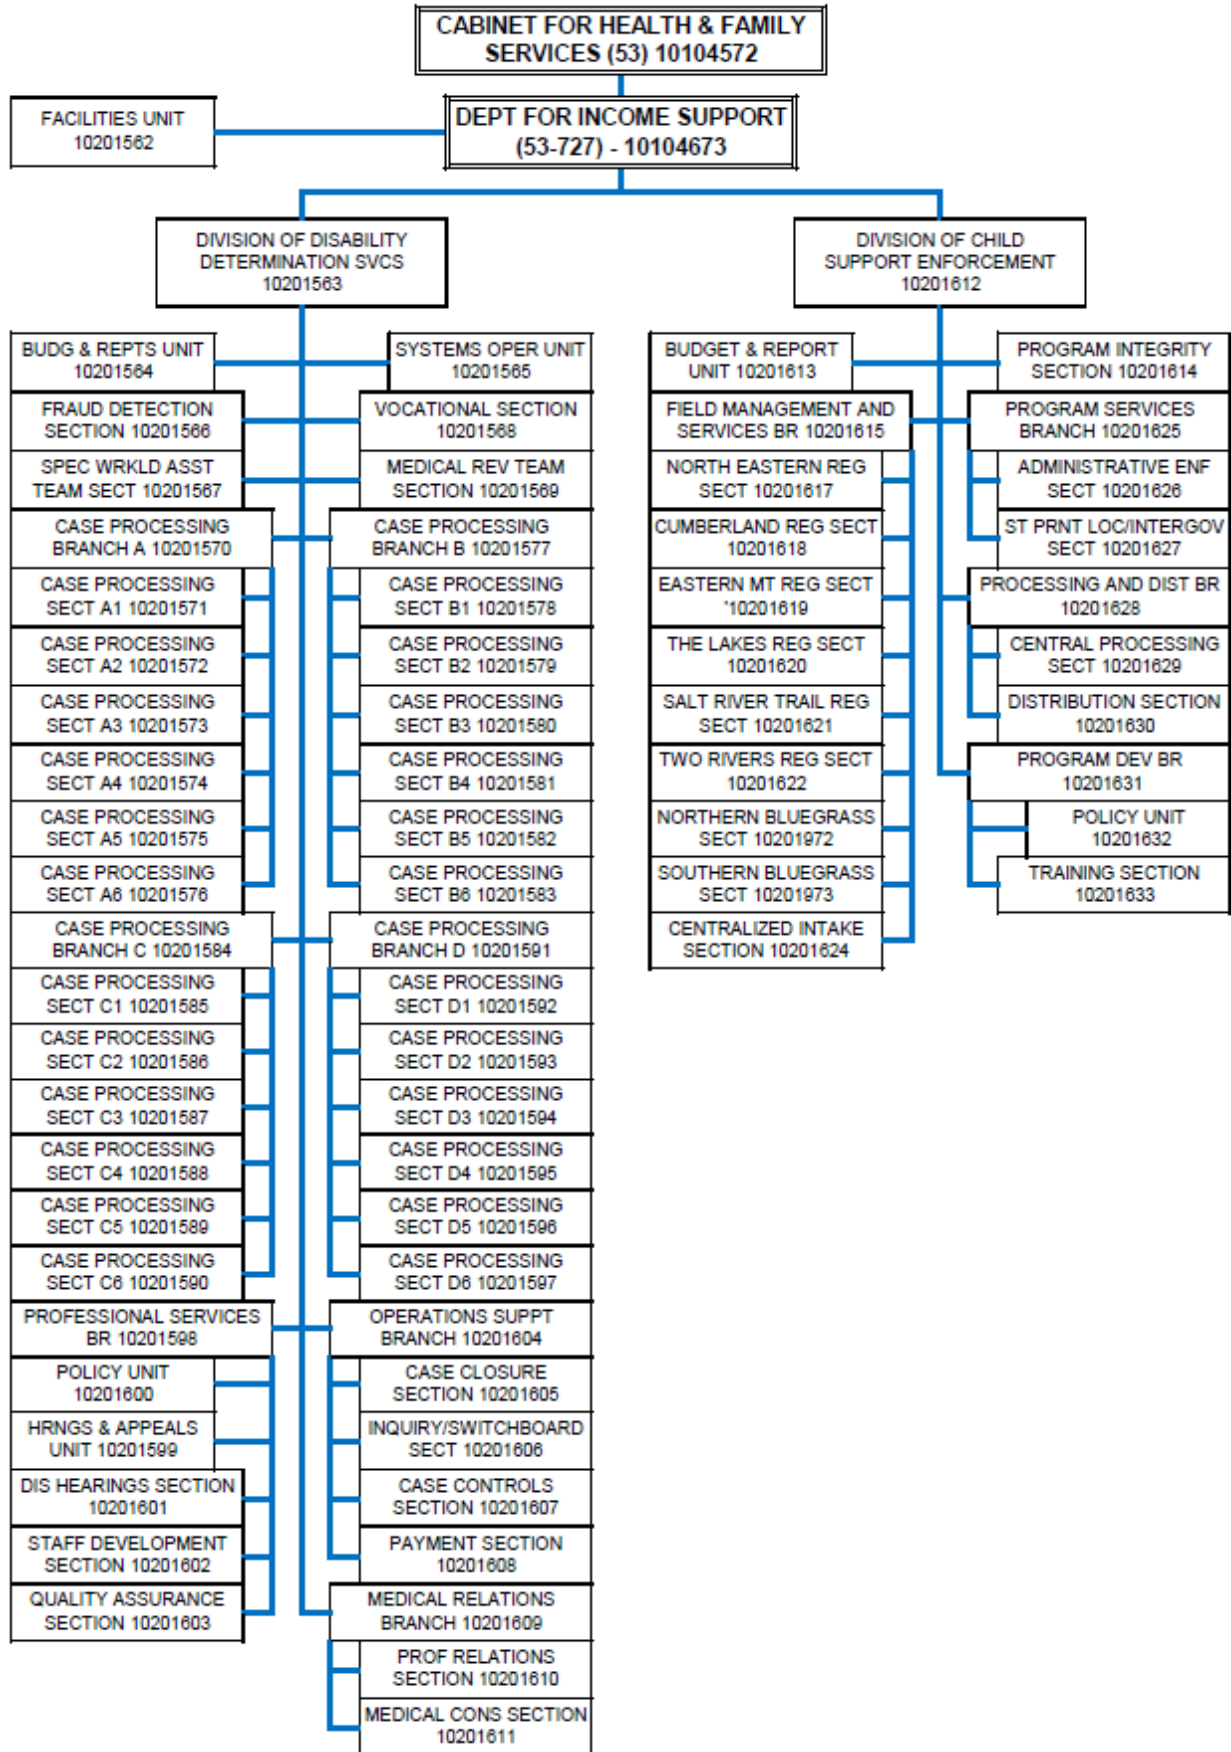 CABINET FOR HEALTH & FAMILY
SERVICES (53) 10104572
FACILITIES UNIT
10201562
DEPT FOR INCOME SUPPORT
(53-727) - 10104673
DIVISION OF DISABILITY
DETERMINATION SVCS
10201563
DIVISION OF CHILD
SUPPORT ENFORCEMENT
10201612
BUDG & REPTS UNIT
10201564
SYSTEMS OPER UNIT
10201565
FRAUD DETECTION
SECTION 10201566
VOCATIONAL SECTION
10201568
SPEC WRKLD ASST
TEAM SECT 10201567
MEDICAL REV TEAM
SECTION 10201569
CASE PROCESSING
BRANCH A 10201570
CASE PROCESSING
BRANCH B 10201577
CASE PROCESSING
SECT A1 10201571
CASE PROCESSING
SECT B1 10201578
CASE PROCESSING
SECT A2 10201572
CASE PROCESSING
SECT B2 10201579
CASE PROCESSING
SECT A3 10201573
CASE PROCESSING
SECT B3 10201580
CASE PROCESSING
SECT A4 10201574
CASE PROCESSING
SECT B4 10201581
CASE PROCESSING
SECT A5 10201575
CASE PROCESSING
SECT B5 10201582
CASE PROCESSING
SECT A6 10201576
CASE PROCESSING
SECT B6 10201583
CASE PROCESSING
BRANCH C 10201584
CASE PROCESSING
BRANCH D 10201591
CASE PROCESSING
SECT C1 10201585
CASE PROCESSING
SECT D1 10201592
CASE PROCESSING
SECT C2 10201586
CASE PROCESSING
SECT D2 10201593
CASE PROCESSING
SECT C3 10201587
CASE PROCESSING
SECT D3 10201594
CASE PROCESSING
SECT C4 10201588
CASE PROCESSING
SECT D4 10201595
CASE PROCESSING
SECT C5 10201589
CASE PROCESSING
SECT D5 10201596
CASE PROCESSING
SECT C6 10201590
CASE PROCESSING
SECT D6 10201597
PROFESSIONAL SERVICES
BR 10201598
OPERATIONS SUPPT
BRANCH 10201604
POLICY UNIT
10201600
CASE CLOSURE
SECTION 10201605
HRNGS & APPEALS
UNIT 10201599
INQUIRY/SWITCHBOARD
SECT 10201606
DIS HEARINGS SECTION
10201601
CASE CONTROLS
SECTION 10201607
STAFF DEVELOPMENT
SECTION 10201602
PAYMENT SECTION
10201608
QUALITY ASSURANCE
SECTION 10201603
MEDICAL RELATIONS
BRANCH 10201609
PROF RELATIONS
SECTION 10201610
MEDICAL CONS SECTION
10201611
BUDGET & REPORT
UNIT 10201613
PROGRAM INTEGRITY
SECTION 10201614
FIELD MANAGEMENT AND
SERVICES BR 10201615
PROGRAM SERVICES
BRANCH 10201625
NORTH EASTERN REG
SECT 10201617
ADMINISTRATIVE ENF
SECT 10201626
CUMBERLAND REG SECT
10201618
ST PRNT LOC/INTERGOV
SECT 10201627
EASTERN MT REG SECT
'10201619
PROCESSING AND DIST BR
10201628
THE LAKES REG SECT
10201620
CENTRAL PROCESSING
SECT 10201629
SALT RIVER TRAIL REG
SECT 10201621
DISTRIBUTION SECTION
10201630
TWO RIVERS REG SECT
10201622
PROGRAM DEV BR
10201631
NORTHERN BLUEGRASS
SECT 10201972
POLICY UNIT
10201632
SOUTHERN BLUEGRASS
SECT 10201973
TRAINING SECTION
10201633
CENTRALIZED INTAKE
SECTION 10201624